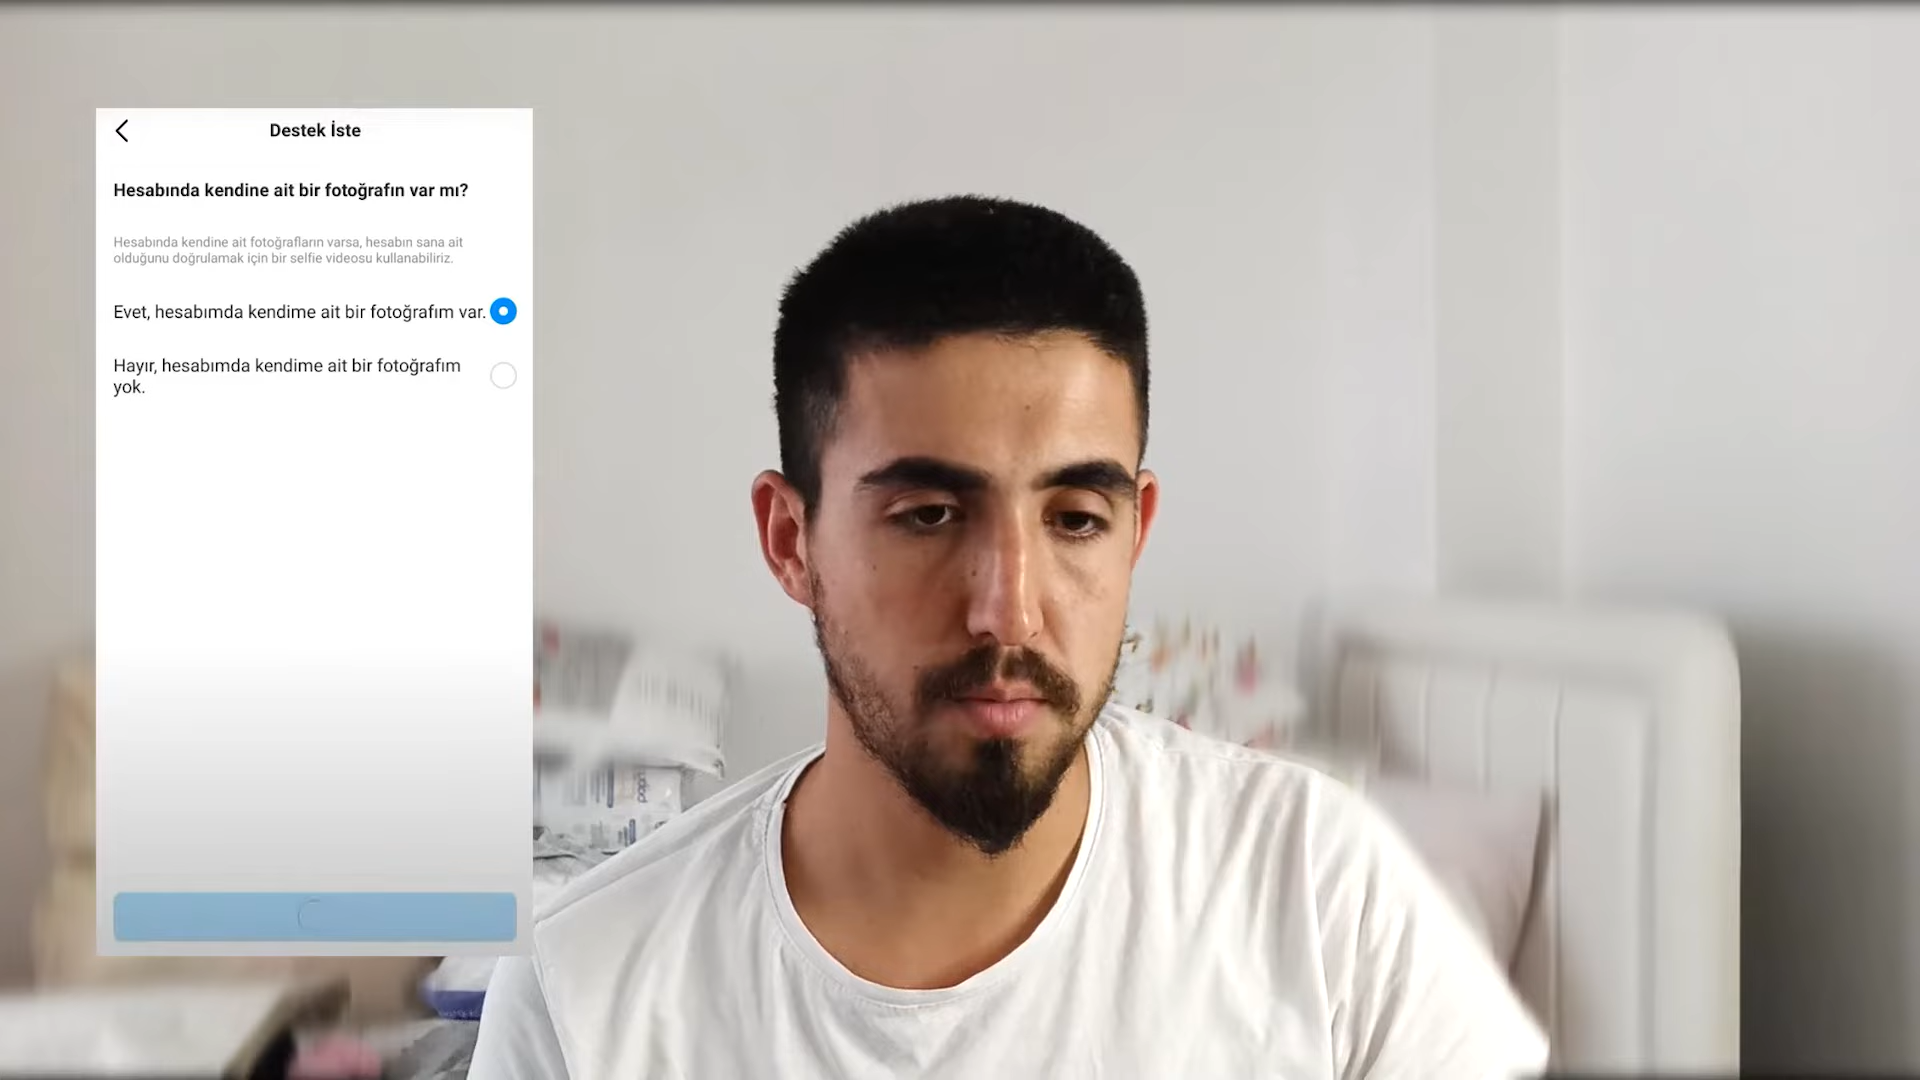 Destek İste
Hesabında kendine ait bir fotoğrafın var mı?
Hesabında kendine ait fotoğrafların varsa, hesabın sana ait
olduğunu doğrulamak için bir selfie videosu kullanabiliriz.
Evet, hesabımda kendime ait bir fotoğrafım var.
Hayır, hesabımda kendime ait bir fotoğrafım
yok.